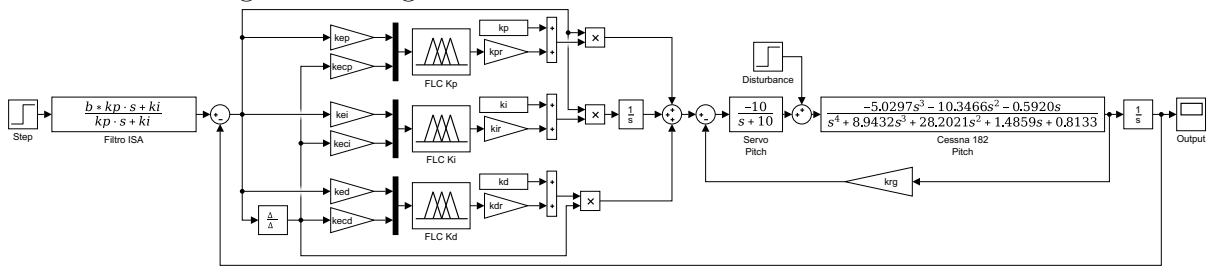 kep
kecp
FLC Kp
kp
kpr
+
+
×
Step
b * kp · s + ki
kp · s + ki
Filtro ISA
+
-
kei
keci
FLC Ki
ki
kir
+
+
×
1
s
+
+
+
+
-
-10
s + 10
Servo
Pitch
Disturbance
+
+
-5.0297s³ - 10.3466s² - 0.5920s
s⁴ + 8.9432s³ + 28.2021s² + 1.4859s + 0.8133
Cessna 182
Pitch
1
s
Output
krg
ked
kecd
Δ
Δ
FLC Kd
kd
kdr
+
+
×